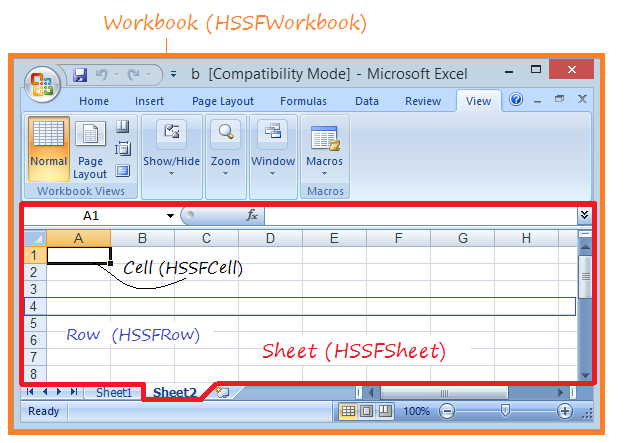 Workbook (HSSFWorkbook)
b [Compatibility Mode] - Microsoft Excel
Home Insert Page Layout Formulas Data Review View
Normal Page Layout Show/Hide Zoom Window Macros
Workbook Views Macros
A1 fx
A B C D E F G H
1
Cell (HSSFCell)
2
3
4
5
Row (HSSFRow)
6
Sheet (HSSFSheet)
7
8
Sheet1 Sheet2
Ready 100%